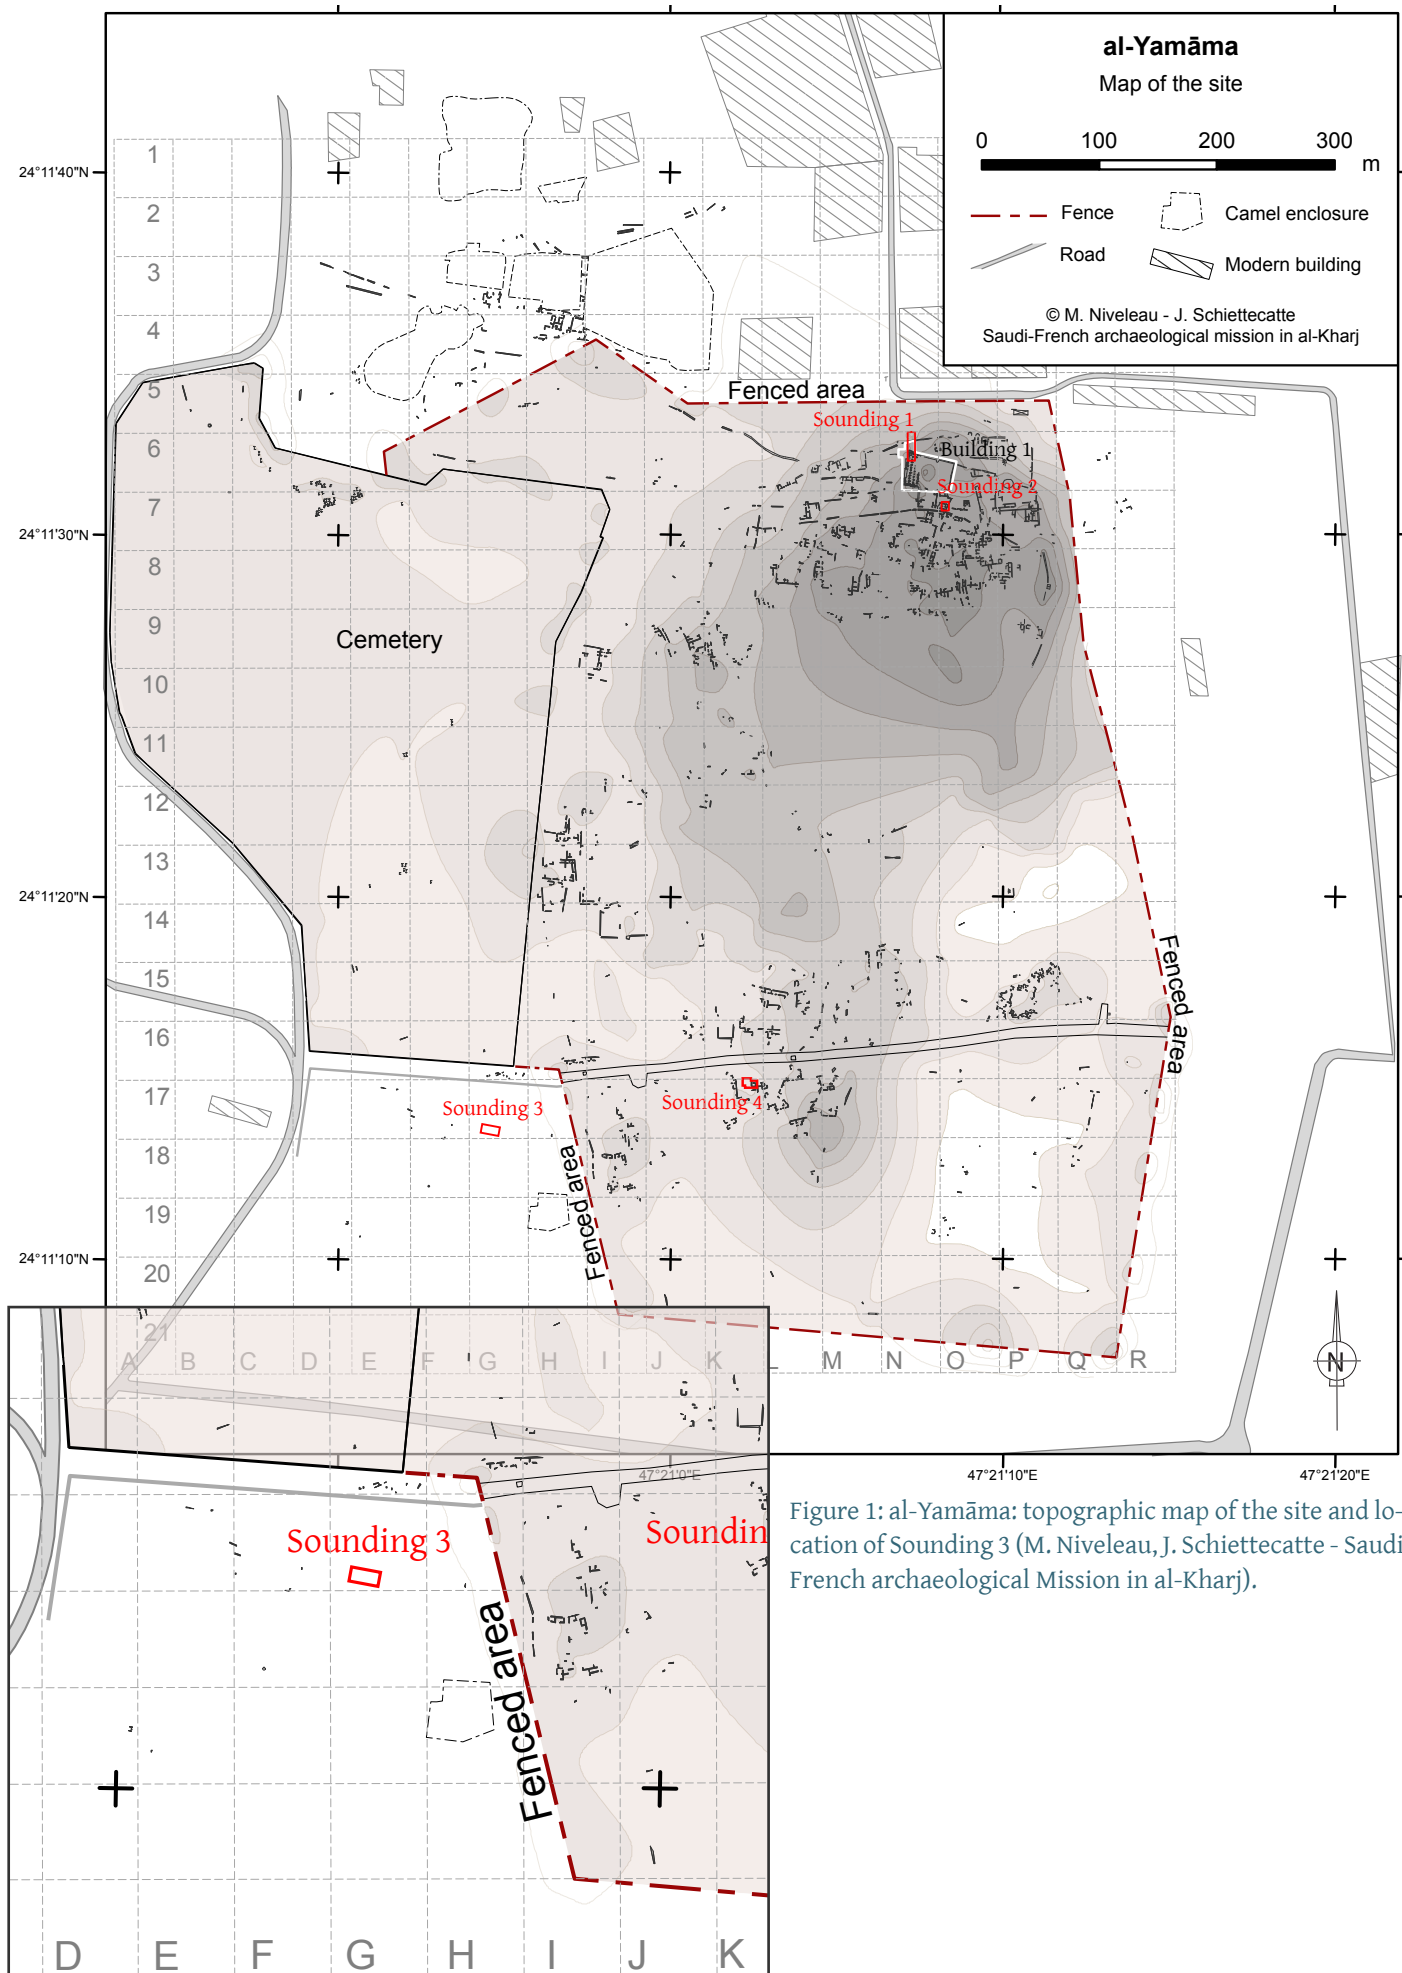 al-Yamāma
Map of the site
0 100 200 300
m
Fence
Camel enclosure
Road
Modern building
© M. Niveleau - J. Schiettecatte
Saudi-French archaeological mission in al-Kharj
24°11'40"N
24°11'30"N
24°11'20"N
24°11'10"N
1
2
3
4
5
6
7
8
9
10
11
12
13
14
15
16
17
18
19
20
21
Fenced area
Sounding 1
Building 1
Sounding 2
Cemetery
Fenced area
Sounding 3
Sounding 4
Fenced area
A B C D E F G H I J K L M N O P Q R
N
47°21'0"E
47°21'10"E
47°21'20"E
Sounding 3
Soundin
Fenced area
D E F G H I J K
Figure 1: al-Yamāma: topographic map of the site and lo-
cation of Sounding 3 (M. Niveleau, J. Schiettecatte - Saudi
French archaeological Mission in al-Kharj).